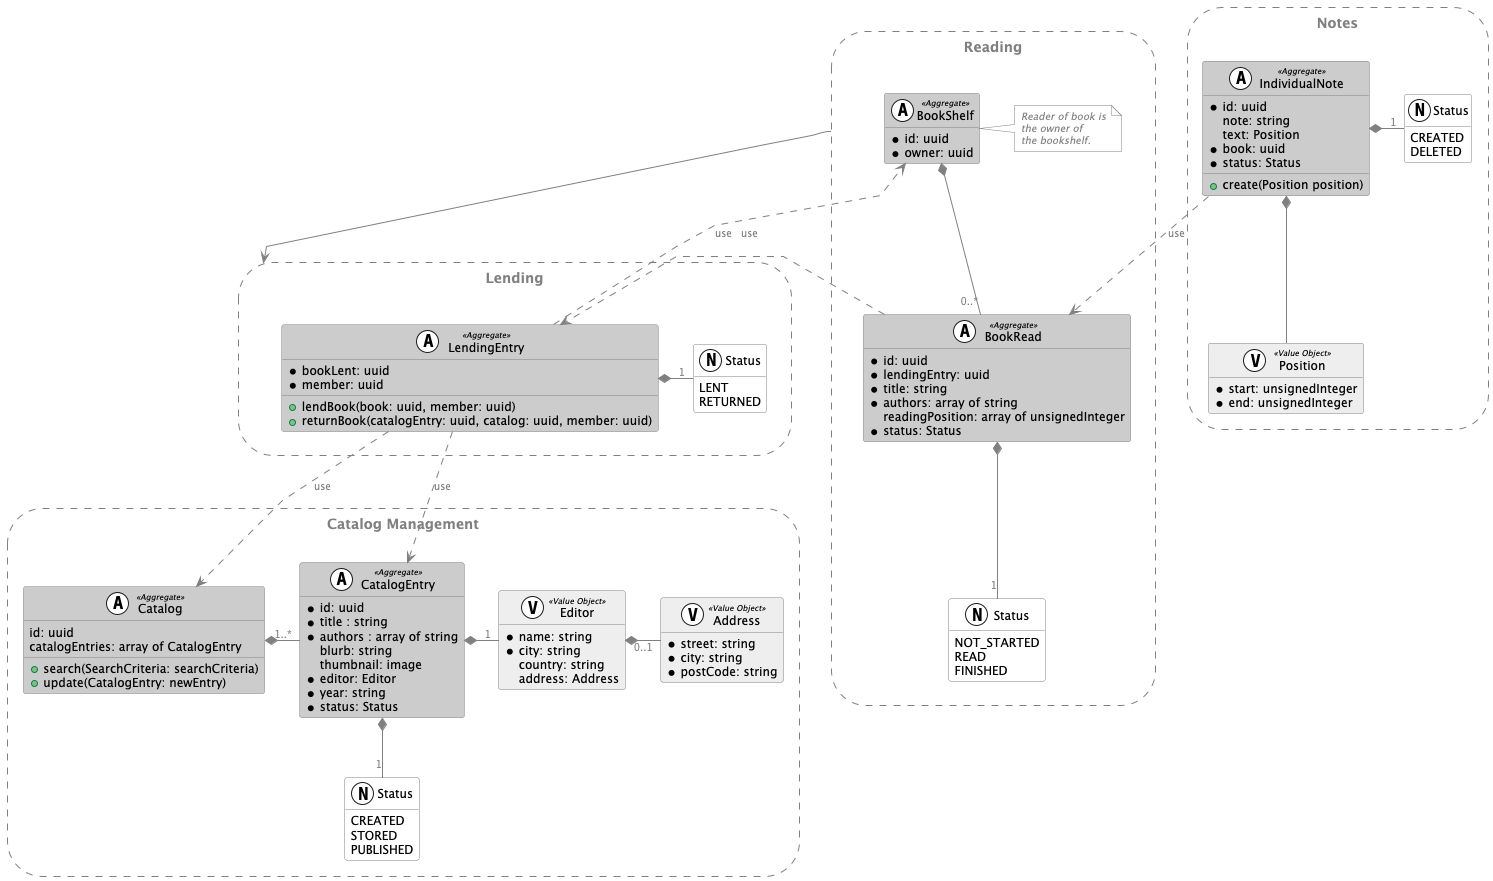 Notes
A
«Aggregate»
IndividualNote
id: uuid
note: string
text: Position
book: uuid
status: Status
create(Position position)
1
N Status
CREATED
DELETED
use
V
«Value Object»
Position
start: unsignedInteger
end: unsignedInteger
Reading
A
«Aggregate»
BookShelf
id: uuid
owner: uuid
Reader of book is
the owner of
the bookshelf.
use use
0..*
A
«Aggregate»
BookRead
id: uuid
lendingEntry: uuid
title: string
authors: array of string
readingPosition: array of unsignedInteger
status: Status
1
N Status
NOT_STARTED
READ
FINISHED
Lending
A
«Aggregate»
LendingEntry
bookLent: uuid
member: uuid
lendBook(book: uuid, member: uuid)
returnBook(catalogEntry: uuid, catalog: uuid, member: uuid)
1
N Status
LENT
RETURNED
use
use
Catalog Management
A
«Aggregate»
Catalog
id: uuid
catalogEntries: array of CatalogEntry
search(SearchCriteria: searchCriteria)
update(CatalogEntry: newEntry)
1..*
A
«Aggregate»
CatalogEntry
id: uuid
title : string
authors : array of string
blurb: string
thumbnail: image
editor: Editor
year: string
status: Status
1
V
«Value Object»
Editor
name: string
city: string
country: string
address: Address
0..1
V
«Value Object»
Address
street: string
city: string
postCode: string
1
N Status
CREATED
STORED
PUBLISHED